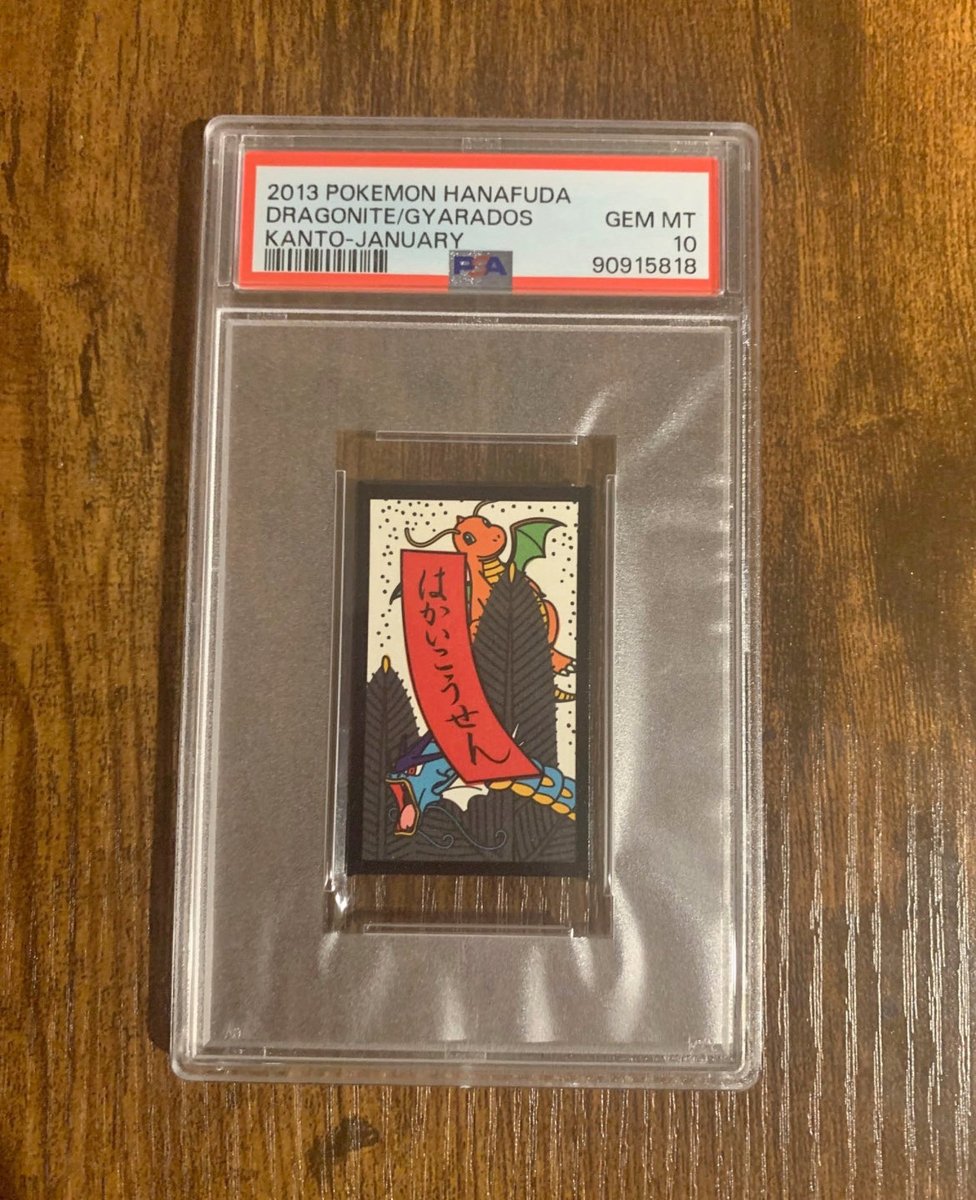 2013 POKEMON HANAFUDA
DRAGONITE/GYARADOS GEM MT
KANTO-JANUARY 10
PSA 90915818
はかいこうせん